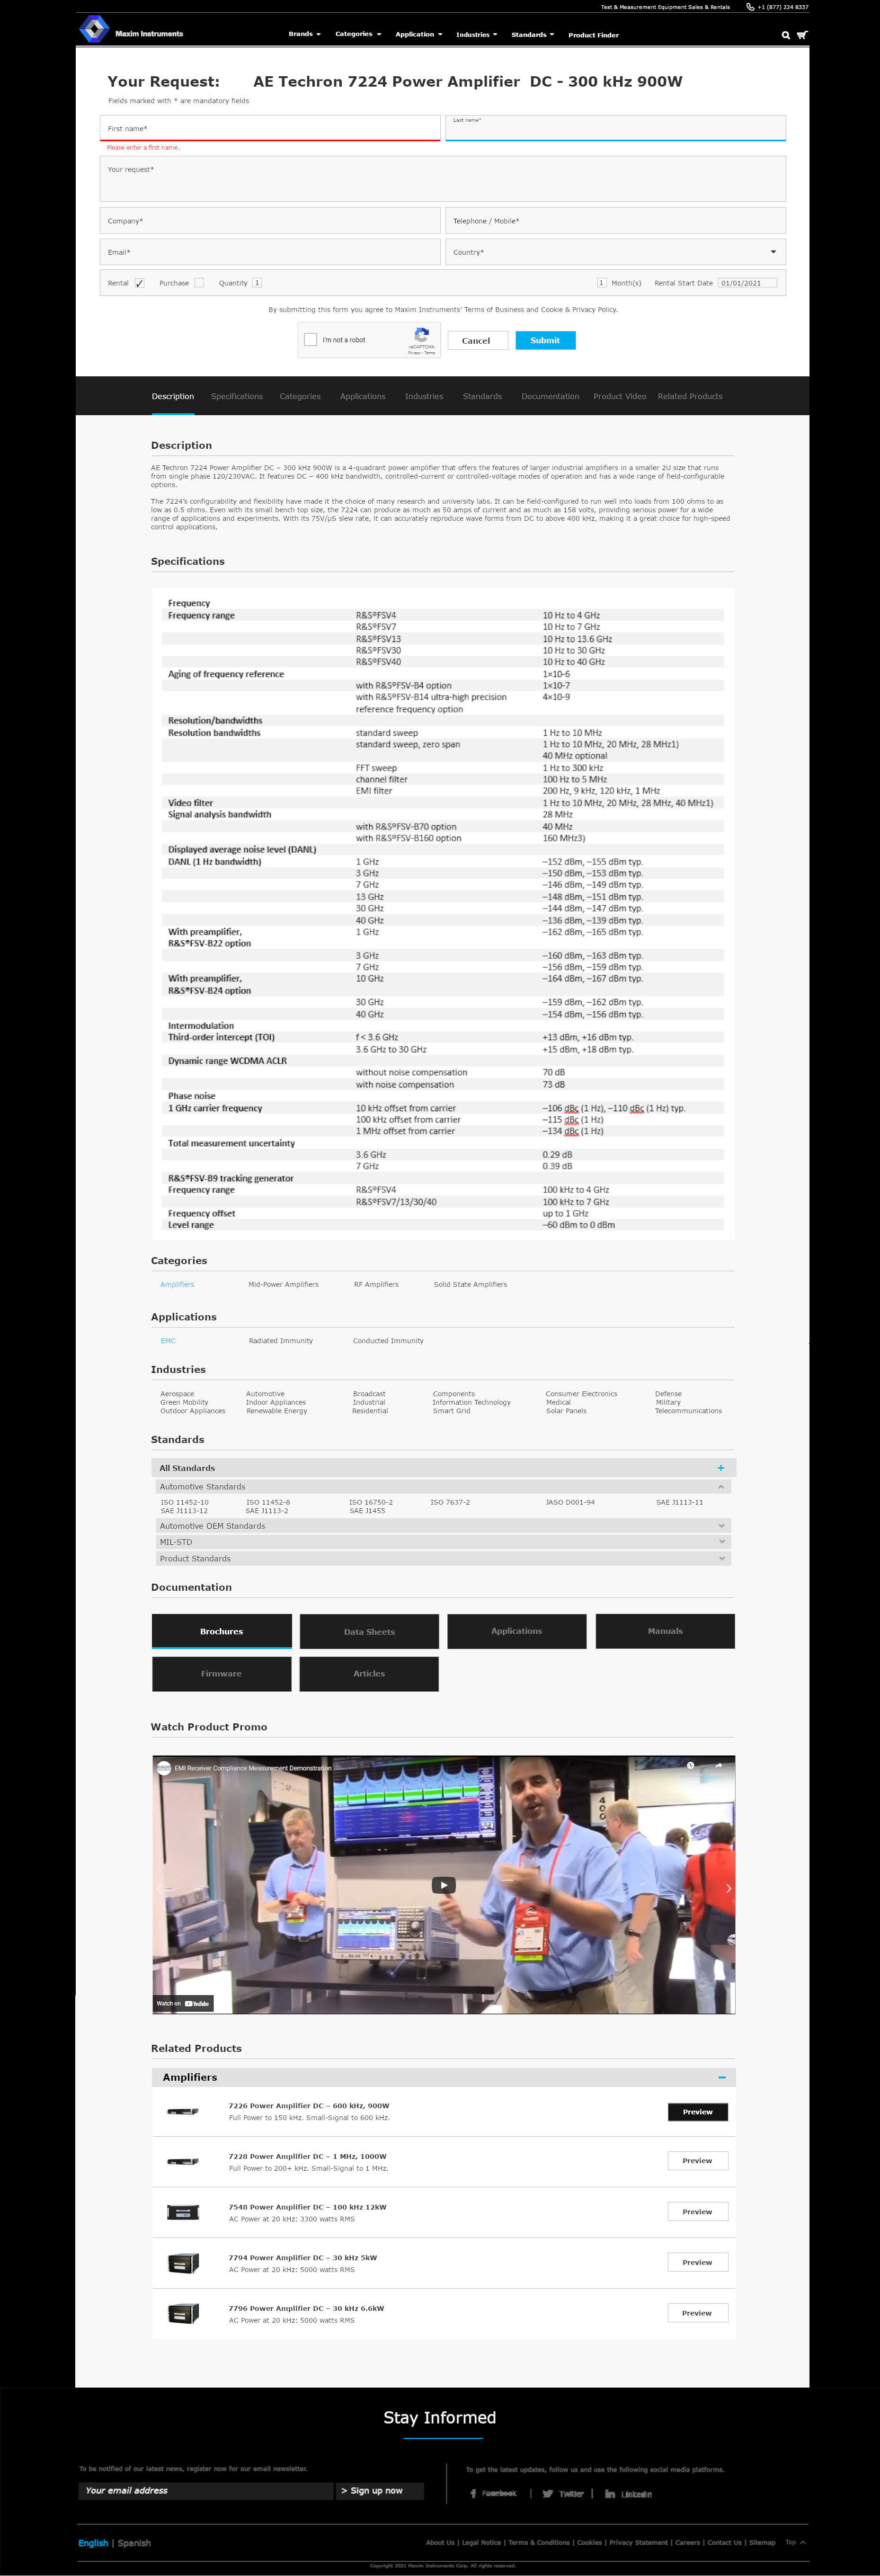 Test & Measurement Equipment Sales & Rentals +1 (877) 224 8337
Maxim Instruments
Brands Categories Application Industries Standards Product Finder
Your Request: AE Techron 7224 Power Amplifier DC - 300 kHz 900W
Fields marked with * are mandatory fields
First name* Last name*
Please enter a first name.
Your request*
Company* Telephone / Mobile*
Email* Country*
Rental Purchase Quantity 1 1 Month(s) Rental Start Date 01/01/2021
By submitting this form you agree to Maxim Instruments' Terms of Business and Cookie & Privacy Policy.
I'm not a robot reCAPTCHA Privacy - Terms
Cancel Submit
Description Specifications Categories Applications Industries Standards Documentation Product Video Related Products
Description
AE Techron 7224 Power Amplifier DC – 300 kHz 900W is a 4-quadrant power amplifier that offers the features of larger industrial amplifiers in a smaller 2U size that runs
from single phase 120/230VAC. It features DC – 400 kHz bandwidth, controlled-current or controlled-voltage modes of operation and has a wide range of field-configurable
options.
The 7224's configurability and flexibility have made it the choice of many research and university labs. It can be field-configured to run well into loads from 100 ohms to as
low as 0.5 ohms. Even with its small bench top size, the 7224 can produce as much as 50 amps of current and as much as 158 volts, providing serious power for a wide
range of applications and experiments. With its 75V/µS slew rate, it can accurately reproduce wave forms from DC to above 400 kHz, making it a great choice for high-speed
control applications.
Specifications
Frequency
Frequency range R&S®FSV4 10 Hz to 4 GHz
R&S®FSV7 10 Hz to 7 GHz
R&S®FSV13 10 Hz to 13.6 GHz
R&S®FSV30 10 Hz to 30 GHz
R&S®FSV40 10 Hz to 40 GHz
Aging of frequency reference 1×10-6
with R&S®FSV-B4 option 1×10-7
with R&S®FSV-B14 ultra-high precision 4×10-9
reference frequency option
Resolution/bandwidths
Resolution bandwidths standard sweep 1 Hz to 10 MHz
standard sweep, zero span 1 Hz to 10 MHz, 20 MHz, 28 MHz1)
40 MHz optional
FFT sweep 1 Hz to 300 kHz
channel filter 100 Hz to 5 MHz
EMI filter 200 Hz, 9 kHz, 120 kHz, 1 MHz
Video filter 1 Hz to 10 MHz, 20 MHz, 28 MHz, 40 MHz1)
Signal analysis bandwidth 28 MHz
with R&S®FSV-B70 option 40 MHz
with R&S®FSV-B160 option 160 MHz3)
Displayed average noise level (DANL)
DANL (1 Hz bandwidth) 1 GHz –152 dBm, –155 dBm typ.
3 GHz –150 dBm, –153 dBm typ.
7 GHz –146 dBm, –149 dBm typ.
13 GHz –148 dBm, –151 dBm typ.
30 GHz –144 dBm, –147 dBm typ.
40 GHz –136 dBm, –139 dBm typ.
With preamplifier, 1 GHz –162 dBm, –165 dBm typ.
R&S®FSV-B22 option
3 GHz –160 dBm, –163 dBm typ.
7 GHz –156 dBm, –159 dBm typ.
With preamplifier, 10 GHz –164 dBm, –167 dBm typ.
R&S®FSV-B24 option
30 GHz –159 dBm, –162 dBm typ.
40 GHz –154 dBm, –156 dBm typ.
Intermodulation
Third-order intercept (TOI) f < 3.6 GHz +13 dBm, +16 dBm typ.
3.6 GHz to 30 GHz +15 dBm, +18 dBm typ.
Dynamic range WCDMA ACLR
without noise compensation 70 dB
with noise compensation 73 dB
Phase noise
1 GHz carrier frequency 10 kHz offset from carrier –106 dBc (1 Hz), –110 dBc (1 Hz) typ.
100 kHz offset from carrier –115 dBc (1 Hz)
1 MHz offset from carrier –134 dBc (1 Hz)
Total measurement uncertainty
3.6 GHz 0.29 dB
7 GHz 0.39 dB
R&S®FSV-B9 tracking generator
Frequency range R&S®FSV4 100 kHz to 4 GHz
R&S®FSV7/13/30/40 100 kHz to 7 GHz
Frequency offset up to 1 GHz
Level range –60 dBm to 0 dBm
Categories
Amplifiers Mid-Power Amplifiers RF Amplifiers Solid State Amplifiers
Applications
EMC Radiated Immunity Conducted Immunity
Industries
Aerospace Automotive Broadcast Components Consumer Electronics Defense
Green Mobility Indoor Appliances Industrial Information Technology Medical Military
Outdoor Appliances Renewable Energy Residential Smart Grid Solar Panels Telecommunications
Standards
All Standards +
Automotive Standards
ISO 11452-10 ISO 11452-8 ISO 16750-2 ISO 7637-2 JASO D001-94 SAE J1113-11
SAE J1113-12 SAE J1113-2 SAE J1455
Automotive OEM Standards
MIL-STD
Product Standards
Documentation
Brochures Data Sheets Applications Manuals
Firmware Articles
Watch Product Promo
EMI Receiver Compliance Measurement Demonstration
Watch on YouTube
Related Products
Amplifiers
7226 Power Amplifier DC – 600 kHz, 900W
Full Power to 150 kHz. Small-Signal to 600 kHz.
Preview
7228 Power Amplifier DC – 1 MHz, 1000W
Full Power to 200+ kHz. Small-Signal to 1 MHz.
Preview
7548 Power Amplifier DC – 100 kHz 12kW
AC Power at 20 kHz: 3300 watts RMS
Preview
7794 Power Amplifier DC – 30 kHz 5kW
AC Power at 20 kHz: 5000 watts RMS
Preview
7796 Power Amplifier DC – 30 kHz 6.6kW
AC Power at 20 kHz: 5000 watts RMS
Preview
Stay Informed
To be notified of our latest news, register now for our email newsletter.
Your email address > Sign up now
To get the latest updates, follow us and use the following social media platforms.
Facebook | Twitter | Linkedin
English | Spanish
About Us | Legal Notice | Terms & Conditions | Cookies | Privacy Statement | Careers | Contact Us | Sitemap Top
Copyright 2021 Maxim Instruments Corp. All rights reserved.